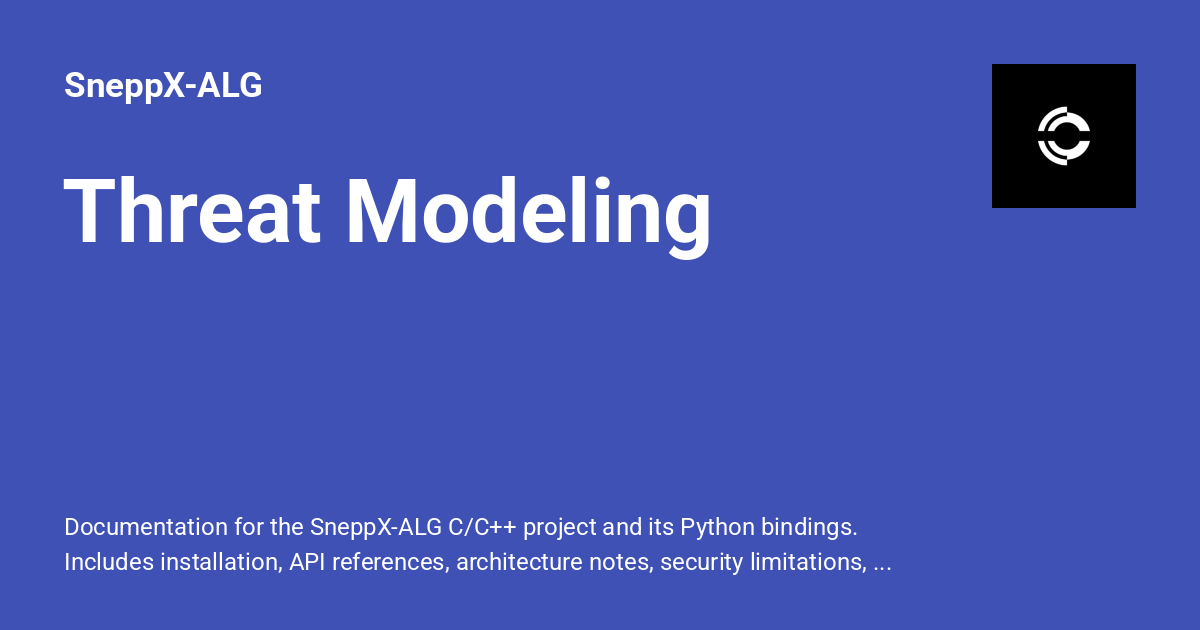 SneppX-ALG
Threat Modeling
Documentation for the SneppX-ALG C/C++ project and its Python bindings.
Includes installation, API references, architecture notes, security limitations, ...